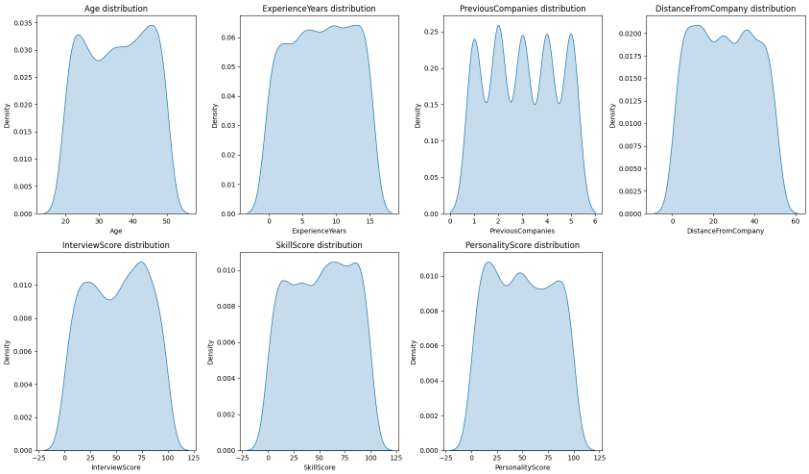 Age distribution
ExperienceYears distribution
PreviousCompanies distribution
DistanceFromCompany distribution
Density
0.035
0.030
0.025
0.020
0.015
0.010
0.005
0.000
20 30 40 50
Age
Density
0.06
0.05
0.04
0.03
0.02
0.01
0.00
0 5 10 15
ExperienceYears
Density
0.25
0.20
0.15
0.10
0.05
0.00
0 1 2 3 4 5 6
PreviousCompanies
Density
0.0200
0.0175
0.0150
0.0125
0.0100
0.0075
0.0050
0.0025
0.0000
0 20 40 60
DistanceFromCompany
InterviewScore distribution
SkillScore distribution
PersonalityScore distribution
Density
0.010
0.008
0.006
0.004
0.002
0.000
−25 0 25 50 75 100 125
InterviewScore
Density
0.010
0.008
0.006
0.004
0.002
0.000
−25 0 25 50 75 100 125
SkillScore
Density
0.010
0.008
0.006
0.004
0.002
0.000
−25 0 25 50 75 100 125
PersonalityScore